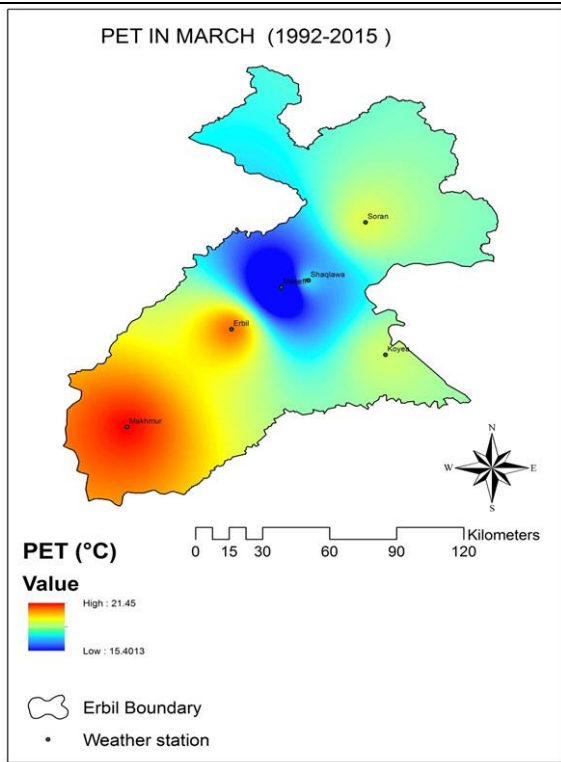 PET IN MARCH (1992-2015 )
Soran
Shaqlawa
Erbil
Koyea
Makhmur
N
W E
S
Kilometers
0 15 30 60 90 120
PET (°C)
Value
High : 21.45
Low : 15.4013
Erbil Boundary
Weather station